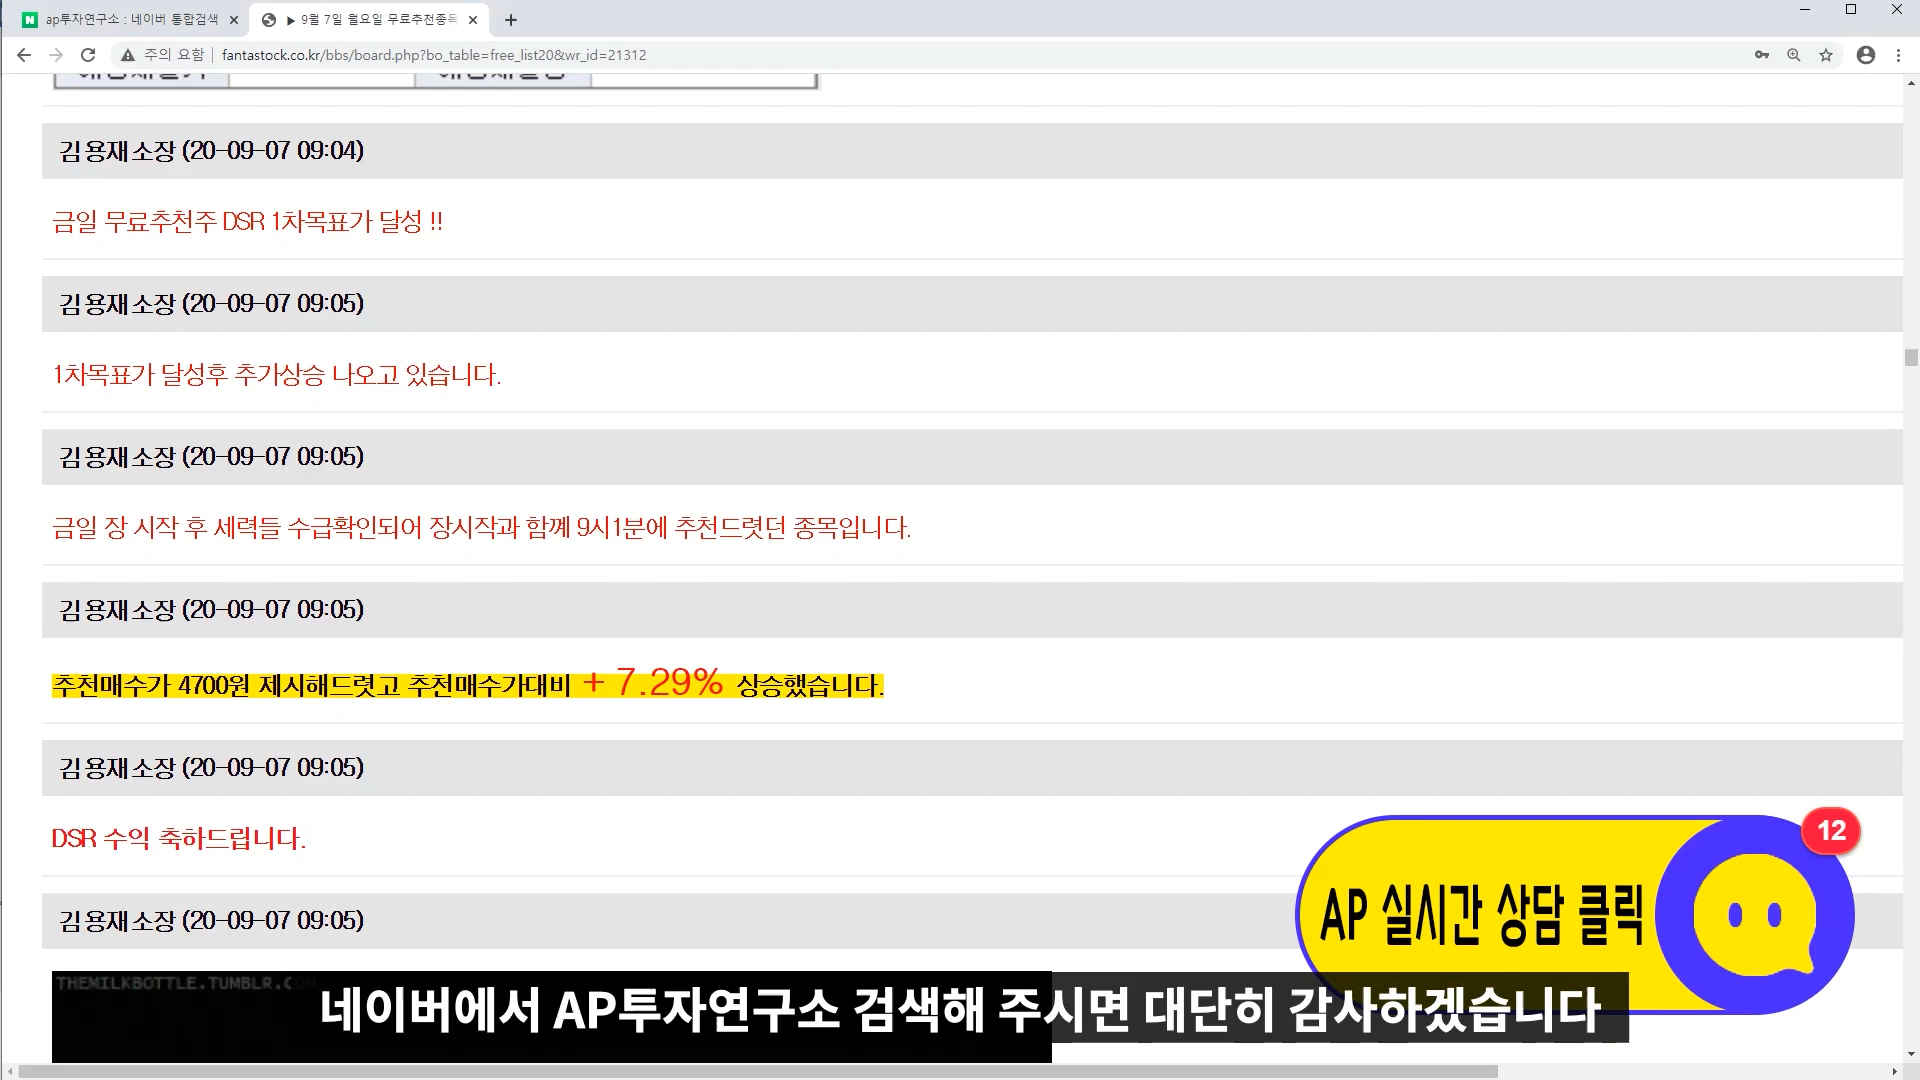 ap투자연구소 : 네이버 통합검색
▶ 9월 7일 월요일 무료추천종목
주의 요함
fantastock.co.kr/bbs/board.php?bo_table=free_list20&wr_id=21312
김용재소장 (20-09-07 09:04)
금일 무료추천주 DSR 1차목표가 달성 !!
김용재소장 (20-09-07 09:05)
1차목표가 달성후 추가상승 나오고 있습니다.
김용재소장 (20-09-07 09:05)
금일 장 시작 후 세력들 수급확인되어 장시작과 함꼐 9시1분에 추천드렷던 종목입니다.
김용재소장 (20-09-07 09:05)
추천매수가 4700원 제시해드렷고 추천매수가대비 + 7.29% 상승했습니다.
김용재소장 (20-09-07 09:05)
DSR 수익 축하드립니다.
12
AP 실시간 상담 클릭
김용재소장 (20-09-07 09:05)
THEMILKBOTTLE.TUMBLR.COM
네이버에서 AP투자연구소 검색해 주시면 대단히 감사하겠습니다